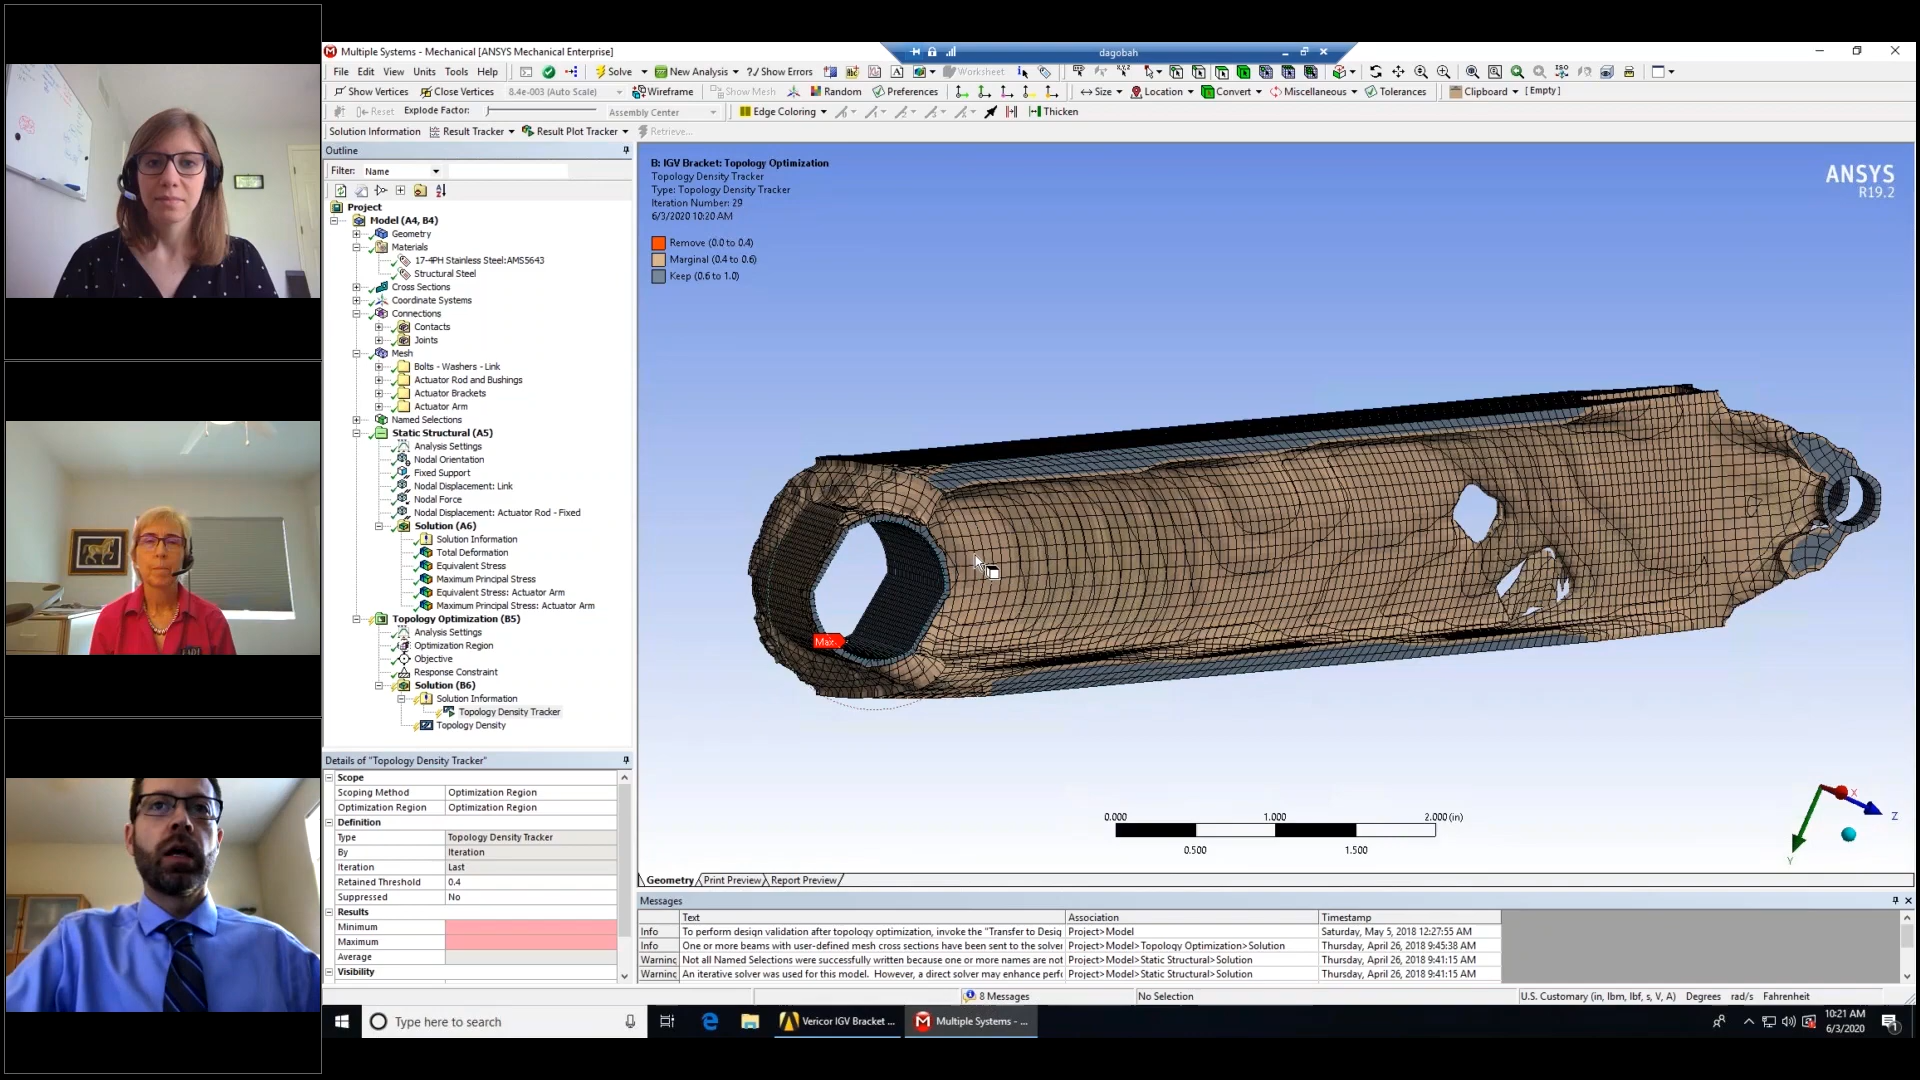 Multiple Systems - Mechanical [ANSYS Mechanical Enterprise]
dagobah
File Edit View Units Tools Help Solve New Analysis ?/ Show Errors Worksheet
Show Vertices Close Vertices 8.4e-003 (Auto Scale) Wireframe Show Mesh Random Preferences Size Location Convert Miscellaneous Tolerances Clipboard [ Empty ]
Reset Explode Factor: Assembly Center Edge Coloring Thicken
Solution Information Result Tracker Result Plot Tracker Retrieve...
Outline
Filter: Name
Project
Model (A4, B4)
Geometry
Materials
17-4PH Stainless Steel:AMS5643
Structural Steel
Cross Sections
Coordinate Systems
Connections
Contacts
Joints
Mesh
Bolts - Washers - Link
Actuator Rod and Bushings
Actuator Brackets
Actuator Arm
Named Selections
Static Structural (A5)
Analysis Settings
Nodal Orientation
Fixed Support
Nodal Displacement: Link
Nodal Force
Nodal Displacement: Actuator Rod - Fixed
Solution (A6)
Solution Information
Total Deformation
Equivalent Stress
Maximum Principal Stress
Equivalent Stress: Actuator Arm
Maximum Principal Stress: Actuator Arm
Topology Optimization (B5)
Analysis Settings
Optimization Region
Objective
Response Constraint
Solution (B6)
Solution Information
Topology Density Tracker
Topology Density
Details of "Topology Density Tracker"
Scope
Scoping Method Optimization Region
Optimization Region Optimization Region
Definition
Type Topology Density Tracker
By Iteration
Iteration Last
Retained Threshold 0.4
Suppressed No
Results
Minimum
Maximum
Average
Visibility
B: IGV Bracket: Topology Optimization
Topology Density Tracker
Type: Topology Density Tracker
Iteration Number: 29
6/3/2020 10:20 AM
Remove (0.0 to 0.4)
Marginal (0.4 to 0.6)
Keep (0.6 to 1.0)
ANSYS
R19.2
Max
0.000 1.000 2.000 (in)
0.500 1.500
X
Z
Y
Geometry Print Preview Report Preview
Messages
Text Association Timestamp
Info To perform design validation after topology optimization, invoke the "Transfer to Desig Project>Model Saturday, May 5, 2018 12:27:55 AM
Info One or more beams with user-defined mesh cross sections have been sent to the solver Project>Model>Topology Optimization>Solution Thursday, April 26, 2018 9:45:38 AM
Warning Not all Named Selections were successfully written because one or more names are not Project>Model>Static Structural>Solution Thursday, April 26, 2018 9:41:15 AM
Warning An iterative solver was used for this model. However, a direct solver may enhance perfo Project>Model>Static Structural>Solution Thursday, April 26, 2018 9:41:15 AM
8 Messages No Selection U.S. Customary (in, lbm, lbf, s, V, A) Degrees rad/s Fahrenheit
Type here to search Vericor IGV Bracket ... Multiple Systems - ... 10:21 AM
6/3/2020